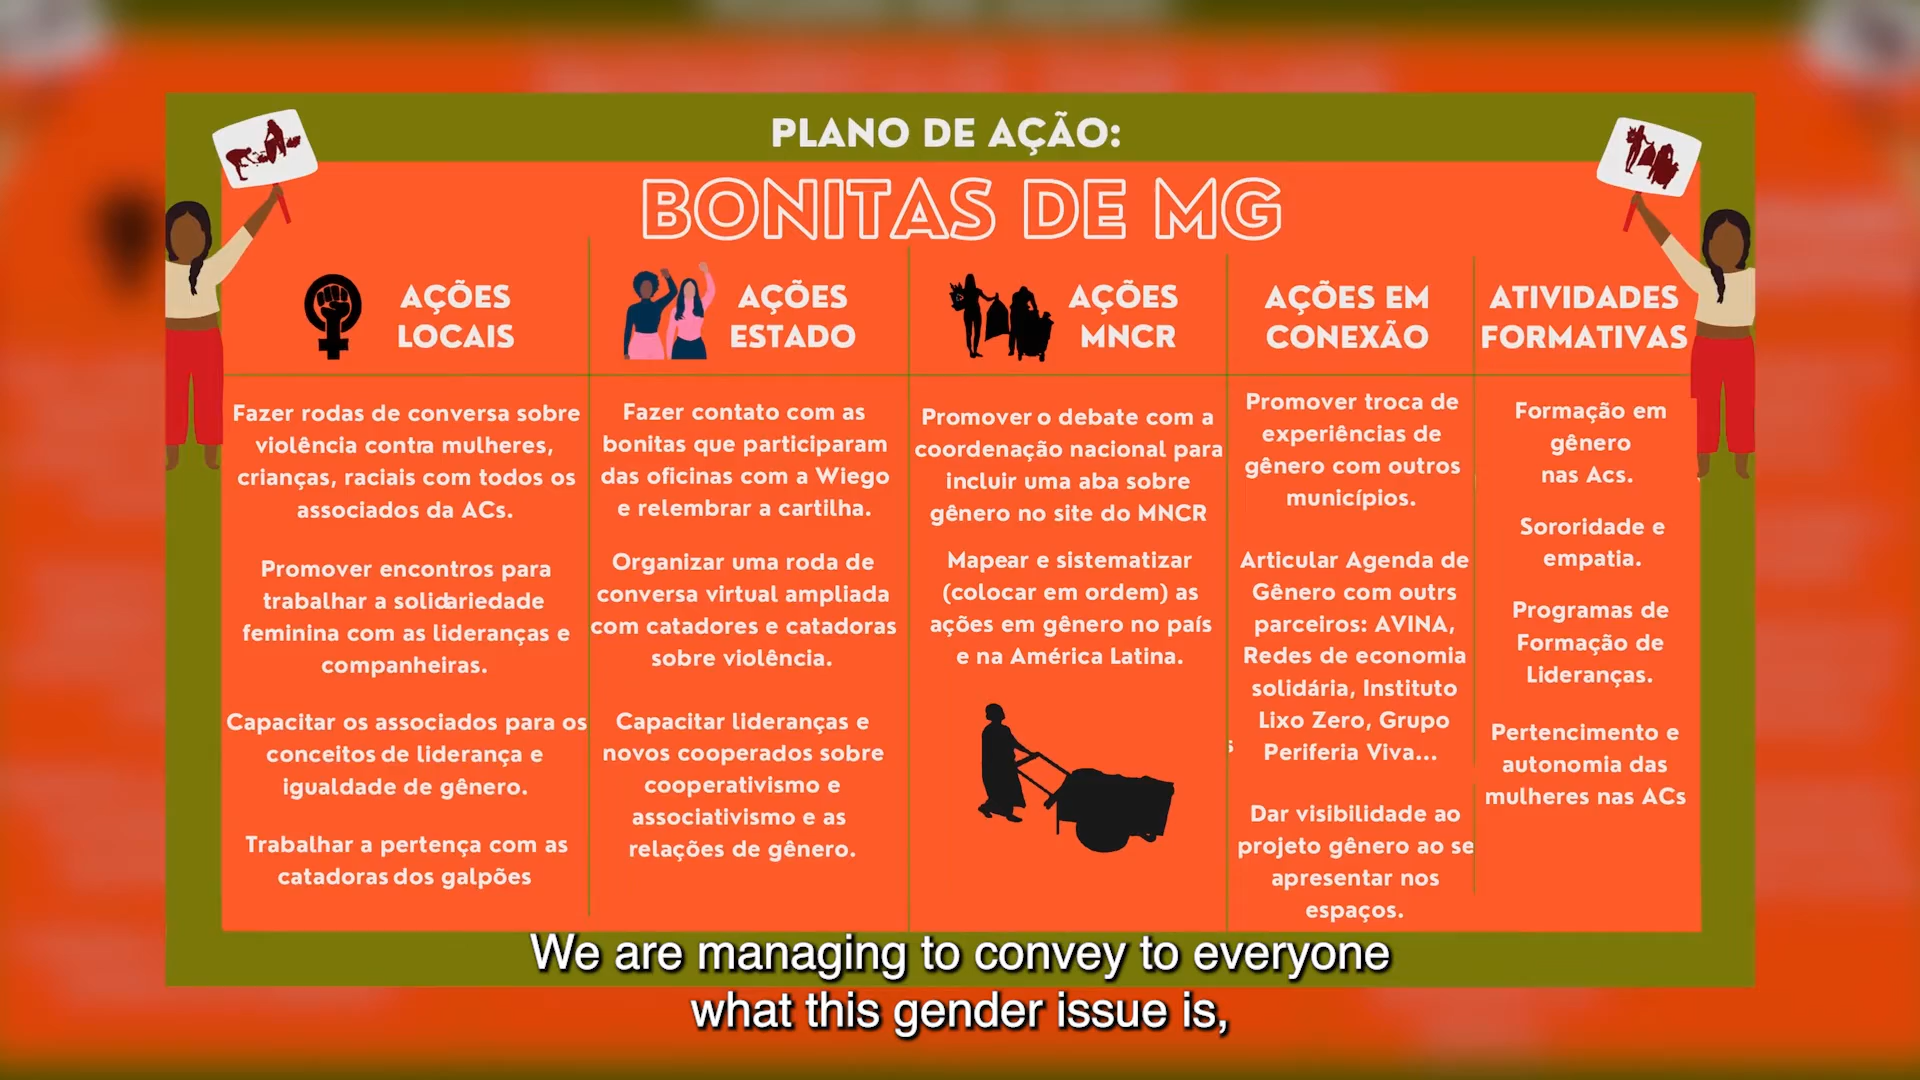 PLANO DE AÇÃO:
BONITAS DE MG
AÇÕES
LOCAIS
Fazer rodas de conversa sobre
violência contra mulheres,
crianças, raciais com todos os
associados da ACs.
Promover encontros para
trabalhar a solidariedade
feminina com as lideranças e
companheiras.
Capacitar os associados para os
conceitos de liderança e
igualdade de gênero.
Trabalhar a pertença com as
catadoras dos galpões
AÇÕES
ESTADO
Fazer contato com as
bonitas que participaram
das oficinas com a Wiego
e relembrar a cartilha.
Organizar uma roda de
conversa virtual ampliada
com catadores e catadoras
sobre violência.
Capacitar lideranças e
novos cooperados sobre
cooperativismo e
associativismo e as
relações de gênero.
AÇÕES
MNCR
Promover o debate com a
coordenação nacional para
incluir uma aba sobre
gênero no site do MNCR
Mapear e sistematizar
(colocar em ordem) as
ações em gênero no país
e na América Latina.
AÇÕES EM
CONEXÃO
Promover troca de
experiências de
gênero com outros
municípios.
Articular Agenda de
Gênero com outrs
parceiros: AVINA,
Redes de economia
solidária, Instituto
Lixo Zero, Grupo
Periferia Viva...
Dar visibilidade ao
projeto gênero ao se
apresentar nos
espaços.
ATIVIDADES
FORMATIVAS
Formação em
gênero
nas Acs.
Sororidade e
empatia.
Programas de
Formação de
Lideranças.
Pertencimento e
autonomia das
mulheres nas ACs
We are managing to convey to everyone
what this gender issue is,